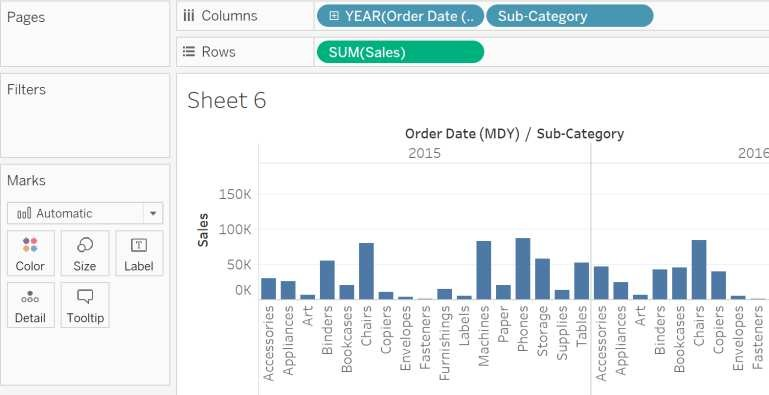 Pages
Columns
YEAR(Order Date (..
Sub-Category
Rows
SUM(Sales)
Filters
Sheet 6
Order Date (MDY) / Sub-Category
2015
2016
Marks
Automatic
Color
Size
Label
Detail
Tooltip
Sales
150K
100K
50K
0K
Accessories
Appliances
Art
Binders
Bookcases
Chairs
Copiers
Envelopes
Fasteners
Furnishings
Labels
Machines
Paper
Phones
Storage
Supplies
Tables
Accessories
Appliances
Art
Binders
Bookcases
Chairs
Copiers
Envelopes
Fasteners